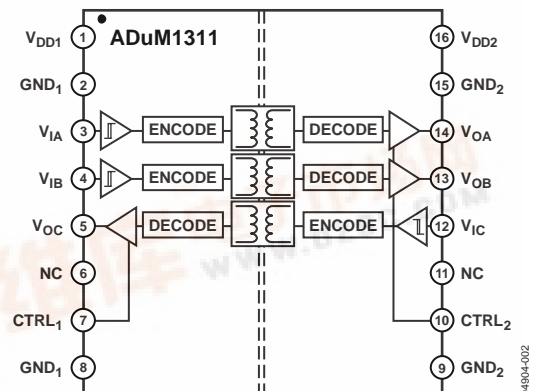 ADuM1311
V_DD1 1
16 V_DD2
GND_1 2
15 GND_2
V_IA 3 ENCODE DECODE 14 V_OA
V_IB 4 ENCODE DECODE 13 V_OB
V_OC 5 DECODE ENCODE 12 V_IC
NC 6
11 NC
CTRL_1 7
10 CTRL_2
GND_1 8
9 GND_2
4904-002